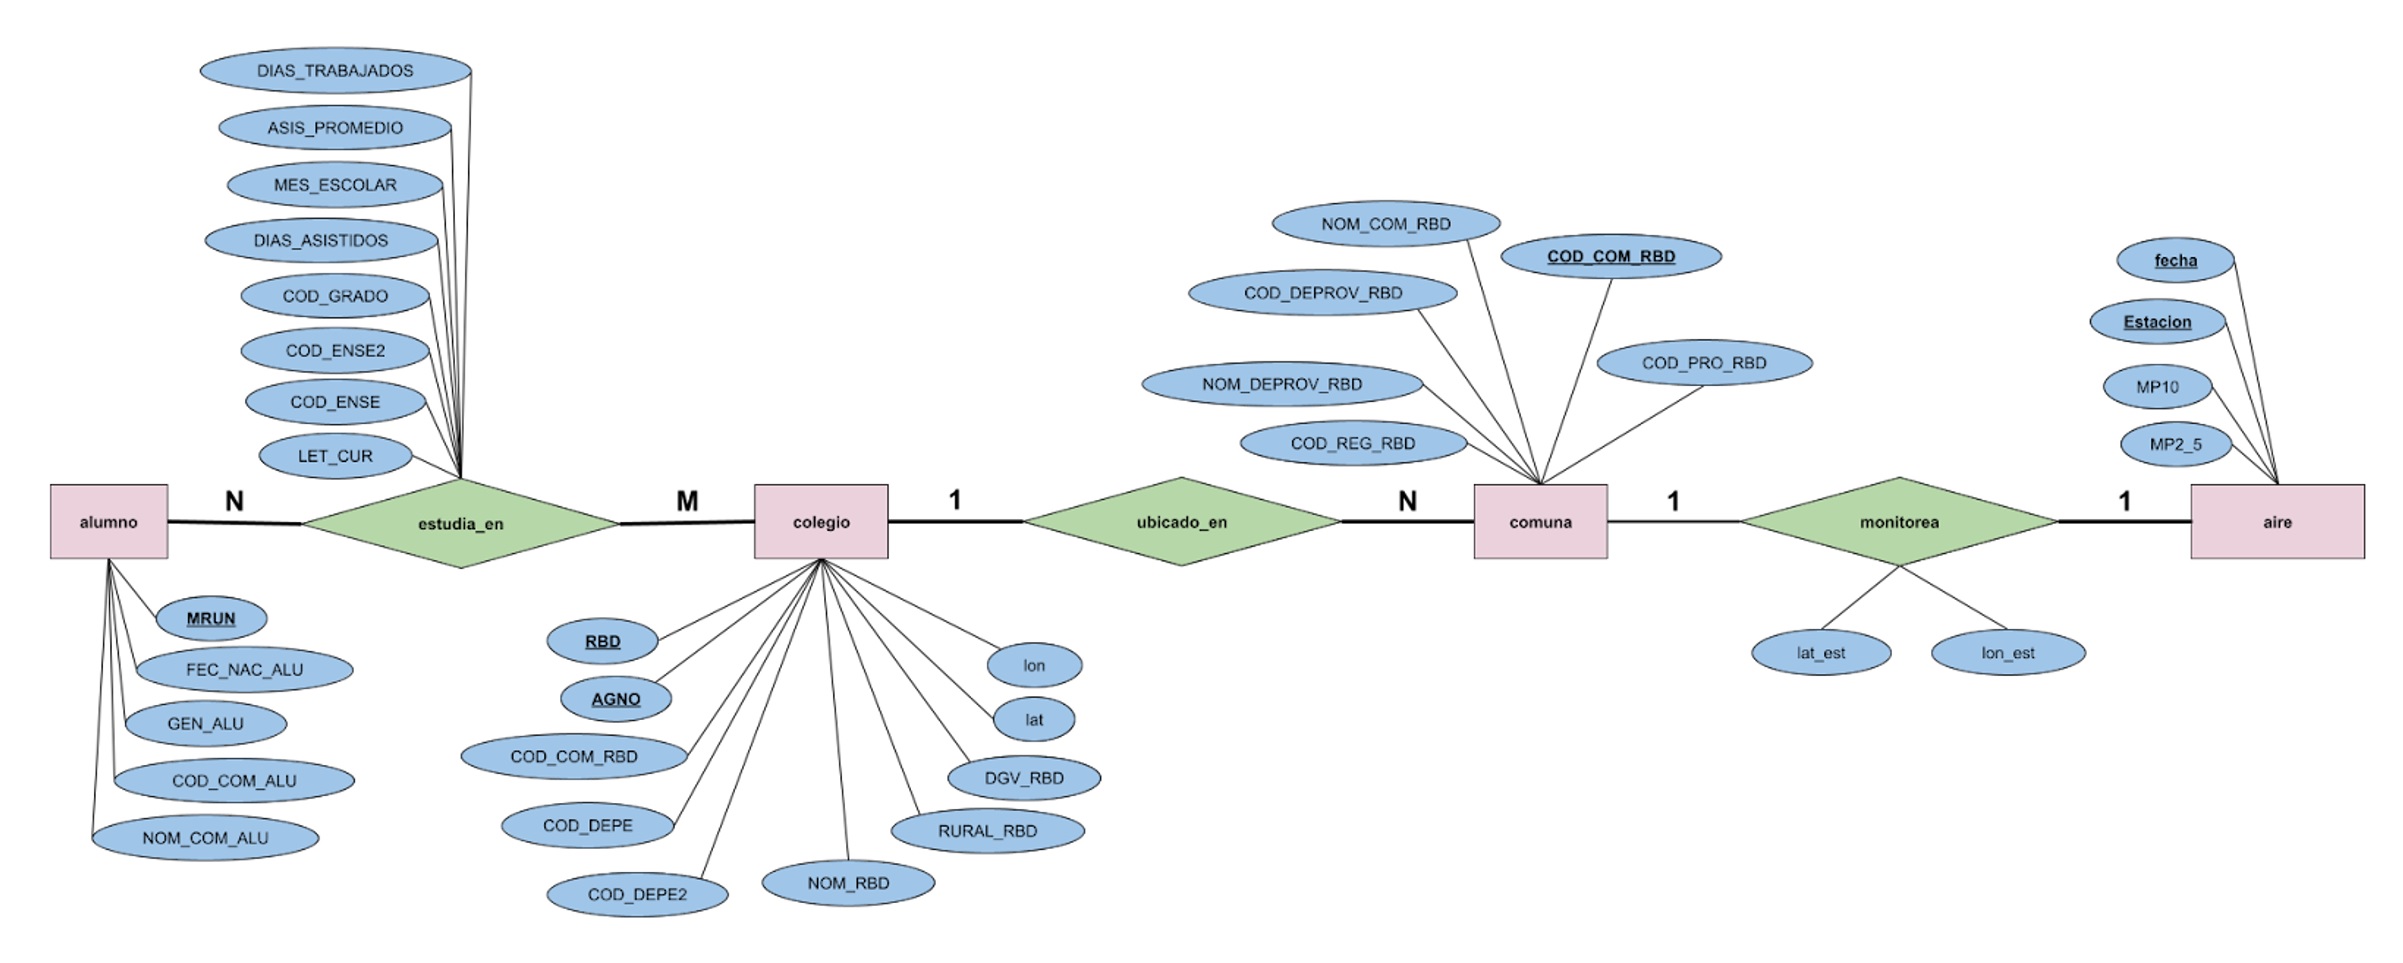 DIAS_TRABAJADOS
ASIS_PROMEDIO
MES_ESCOLAR
DIAS_ASISTIDOS
COD_GRADO
COD_ENSE2
COD_ENSE
LET_CUR
NOM_COM_RBD
COD_COM_RBD
COD_DEPROV_RBD
COD_PRO_RBD
NOM_DEPROV_RBD
COD_REG_RBD
fecha
Estacion
MP10
MP2_5
alumno
N
estudia_en
M
colegio
1
ubicado_en
N
comuna
1
monitorea
1
aire
MRUN
FEC_NAC_ALU
GEN_ALU
COD_COM_ALU
NOM_COM_ALU
RBD
AGNO
COD_COM_RBD
COD_DEPE
COD_DEPE2
NOM_RBD
RURAL_RBD
DGV_RBD
lat
lon
lat_est
lon_est